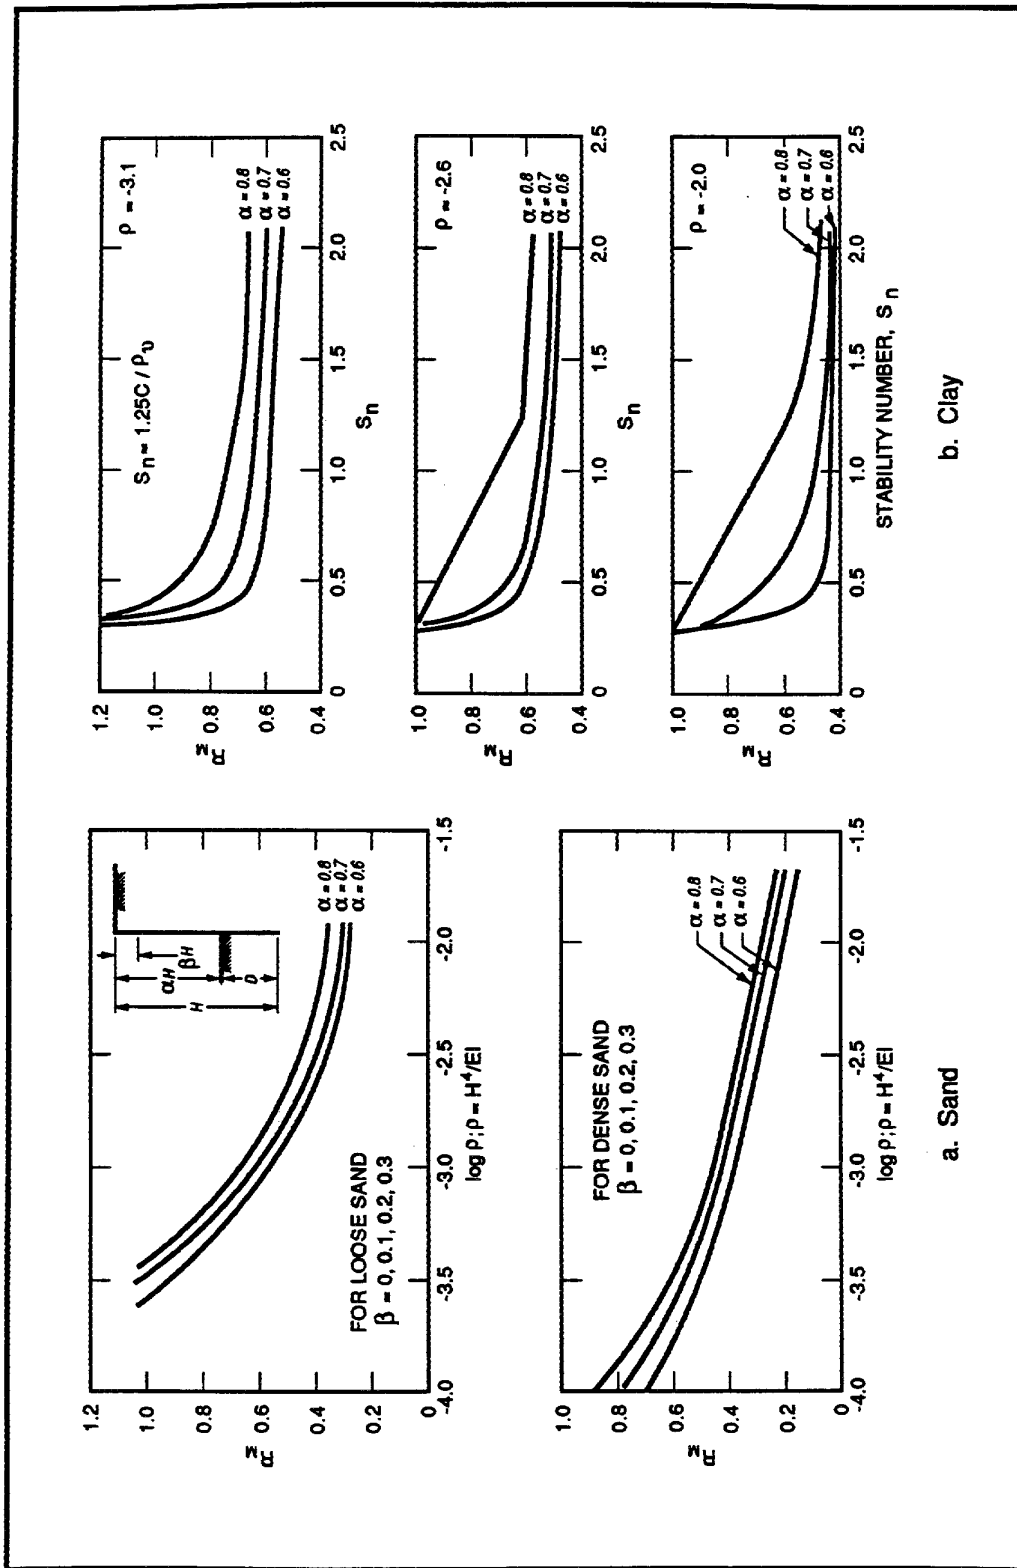 1.2
1.0
0.8
0.6
0.4
0.2
0
R_M
-4.0
-3.5
-3.0
-2.5
-2.0
-1.5
log ρ; ρ = H⁴/EI
FOR LOOSE SAND
β = 0, 0.1, 0.2, 0.3
H
αH
βH
D
α = 0.8
α = 0.7
α = 0.6
1.0
0.8
0.6
0.4
0.2
0
R_M
-4.0
-3.5
-3.0
-2.5
-2.0
-1.5
log ρ; ρ = H⁴/EI
FOR DENSE SAND
β = 0, 0.1, 0.2, 0.3
α = 0.8
α = 0.7
α = 0.6
a. Sand
1.2
1.0
0.8
0.6
0.4
R_M
0
0.5
1.0
1.5
2.0
2.5
S_n
S_n = 1.25C / P_v
ρ = -3.1
α = 0.8
α = 0.7
α = 0.6
1.0
0.8
0.6
0.4
R_M
0
0.5
1.0
1.5
2.0
2.5
S_n
ρ = -2.6
α = 0.8
α = 0.7
α = 0.6
1.0
0.8
0.6
0.4
R_M
0
0.5
1.0
1.5
2.0
2.5
STABILITY NUMBER, S_n
ρ = -2.0
α = 0.8
α = 0.7
α = 0.6
b. Clay